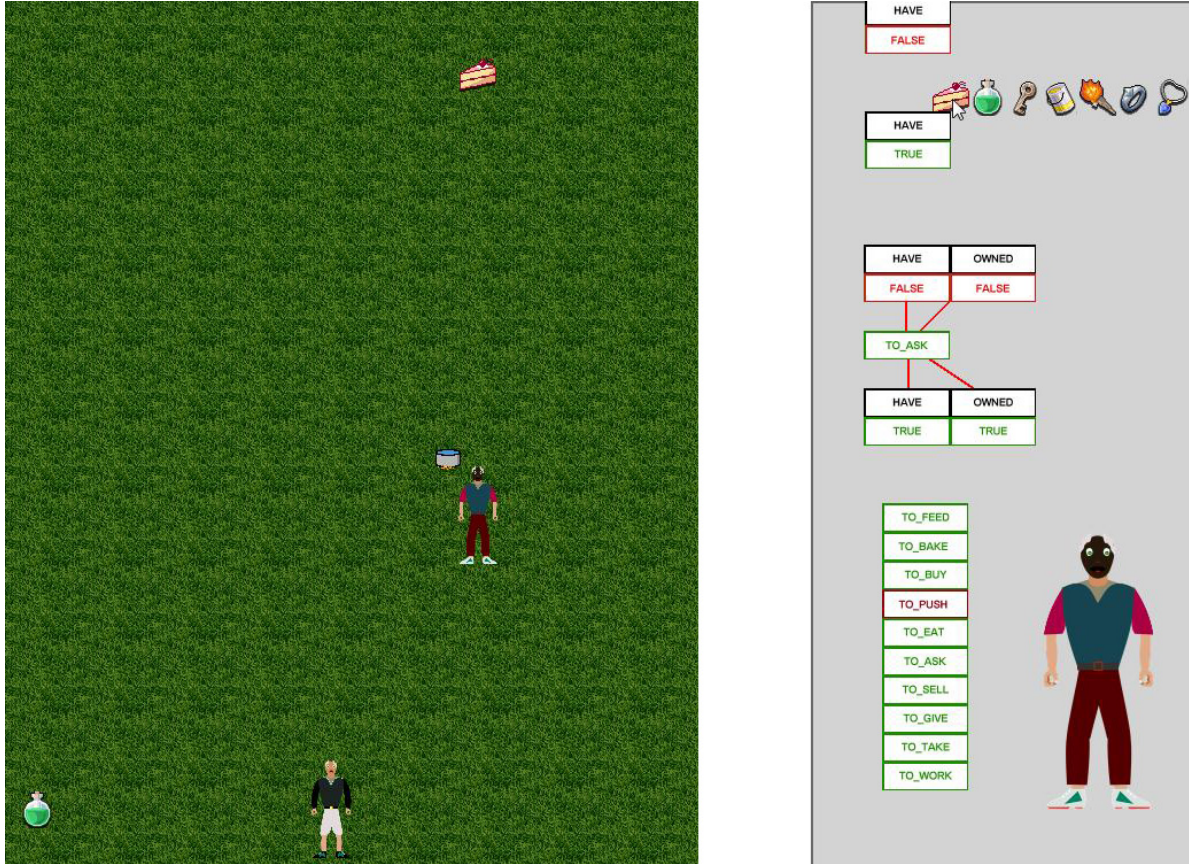 HAVE
FALSE
HAVE
TRUE
HAVE OWNED
FALSE FALSE
TO_ASK
HAVE OWNED
TRUE TRUE
TO_FEED
TO_BAKE
TO_BUY
TO_PUSH
TO_EAT
TO_ASK
TO_SELL
TO_GIVE
TO_TAKE
TO_WORK